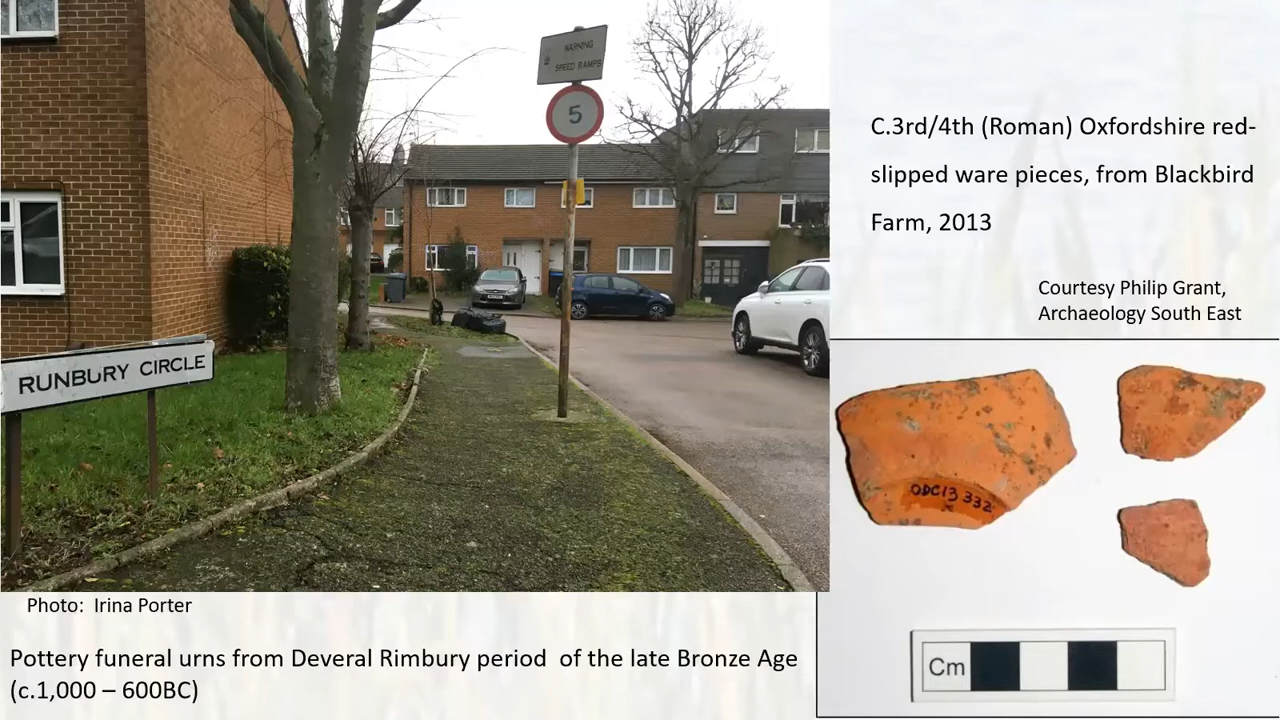 WARNING
SPEED RAMPS
5
RUNBURY CIRCLE
Photo: Irina Porter
Pottery funeral urns from Deveral Rimbury period of the late Bronze Age
(c.1,000 – 600BC)
C.3rd/4th (Roman) Oxfordshire red-
slipped ware pieces, from Blackbird
Farm, 2013
Courtesy Philip Grant,
Archaeology South East
ODC13 332
Cm